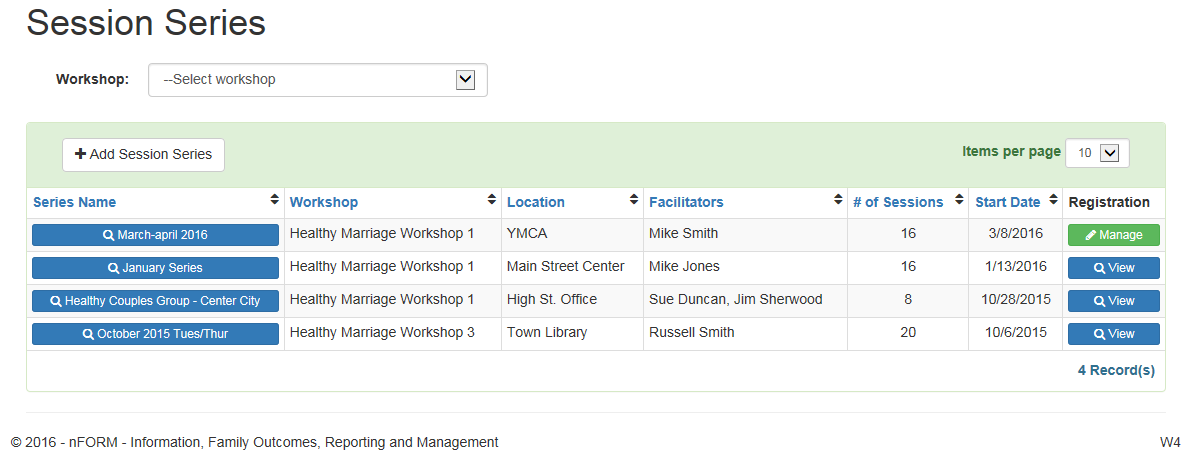 Session Series
Workshop: --Select workshop
Add Session Series Items per page 10
Series Name Workshop Location Facilitators # of Sessions Start Date Registration
March-april 2016 Healthy Marriage Workshop 1 YMCA Mike Smith 16 3/8/2016 Manage
January Series Healthy Marriage Workshop 1 Main Street Center Mike Jones 16 1/13/2016 View
Healthy Couples Group - Center City Healthy Marriage Workshop 1 High St. Office Sue Duncan, Jim Sherwood 8 10/28/2015 View
October 2015 Tues/Thur Healthy Marriage Workshop 3 Town Library Russell Smith 20 10/6/2015 View
4 Record(s)
© 2016 - nFORM - Information, Family Outcomes, Reporting and Management W4